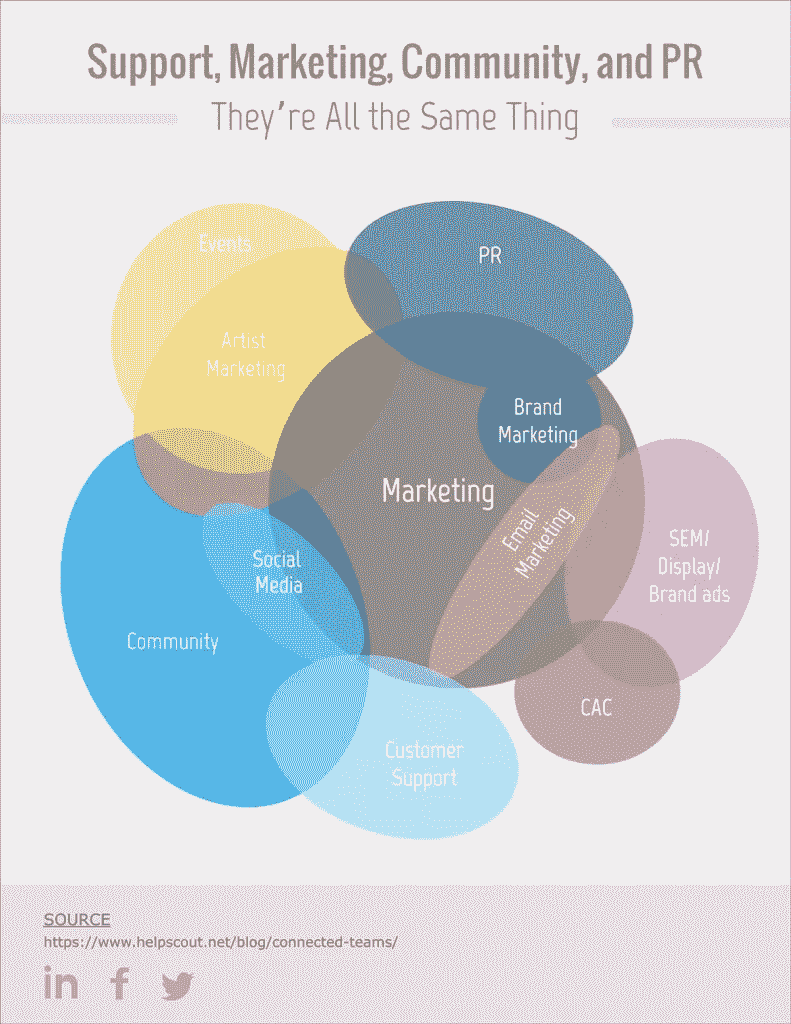 Support, Marketing, Community, and PR
They're All the Same Thing
Events
PR
Artist
Marketing
Brand
Marketing
Marketing
Email
Marketing
SEM/
Display/
Brand ads
Social
Media
Community
CAC
Customer
Support
SOURCE
https://www.helpscout.net/blog/connected-teams/
in f